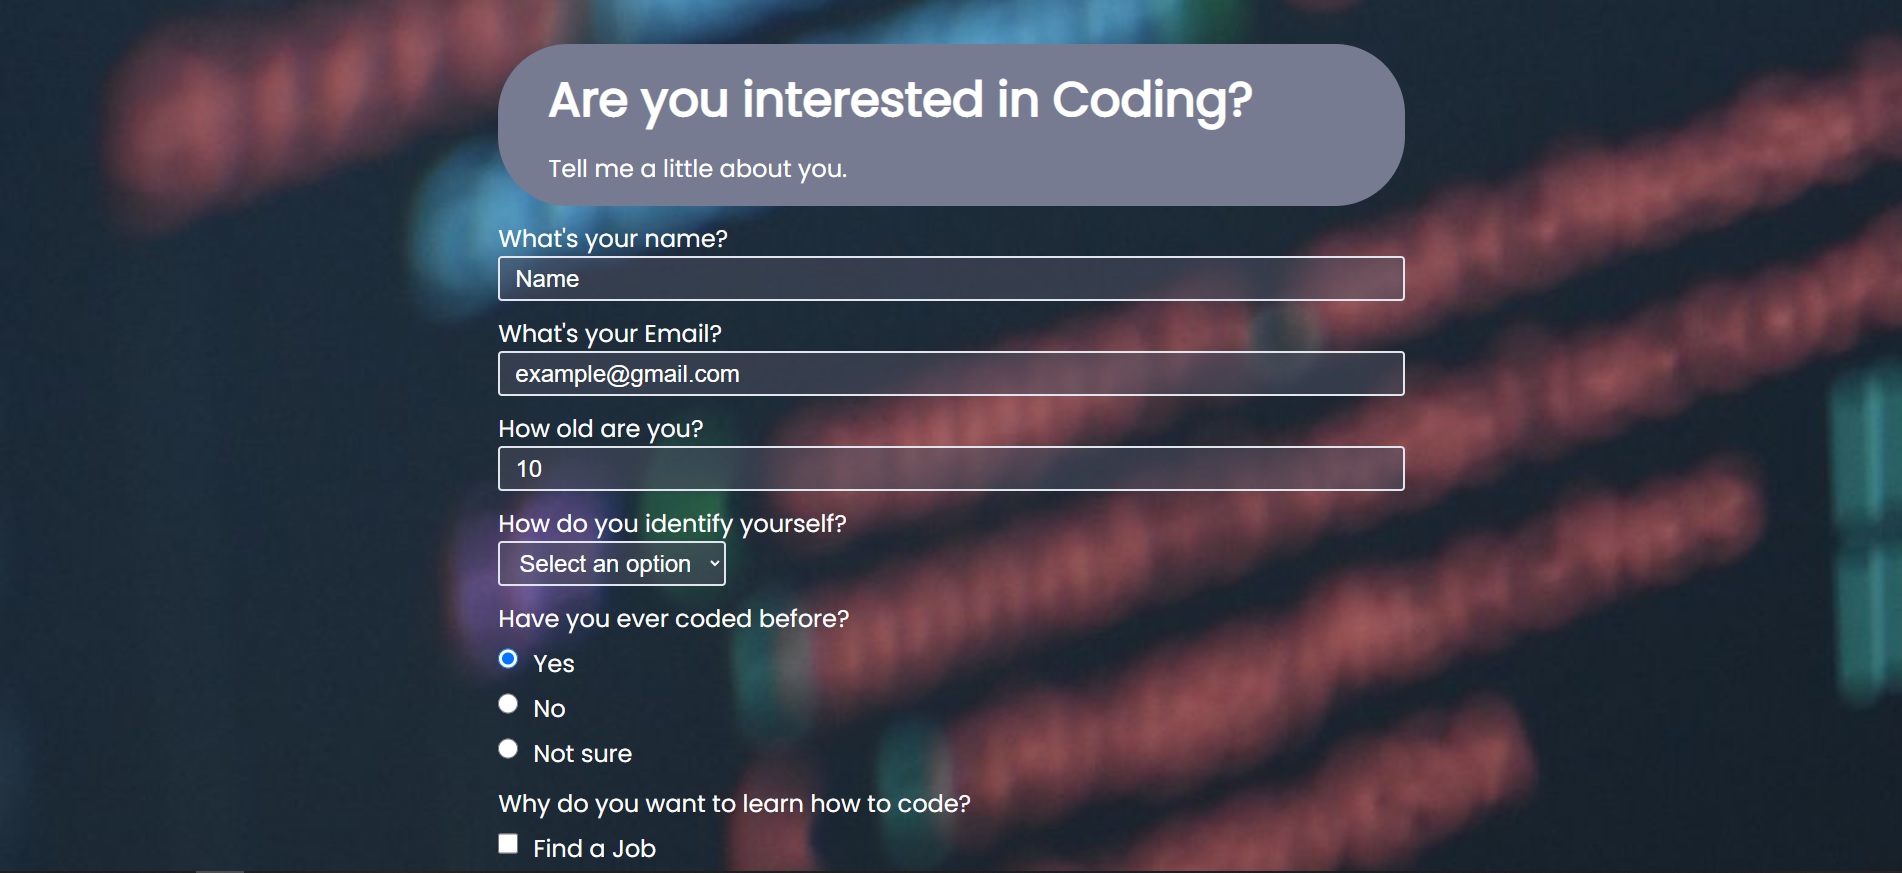 Are you interested in Coding?
Tell me a little about you.
What's your name?
Name
What's your Email?
example@gmail.com
How old are you?
10
How do you identify yourself?
Select an option
Have you ever coded before?
Yes
No
Not sure
Why do you want to learn how to code?
Find a Job